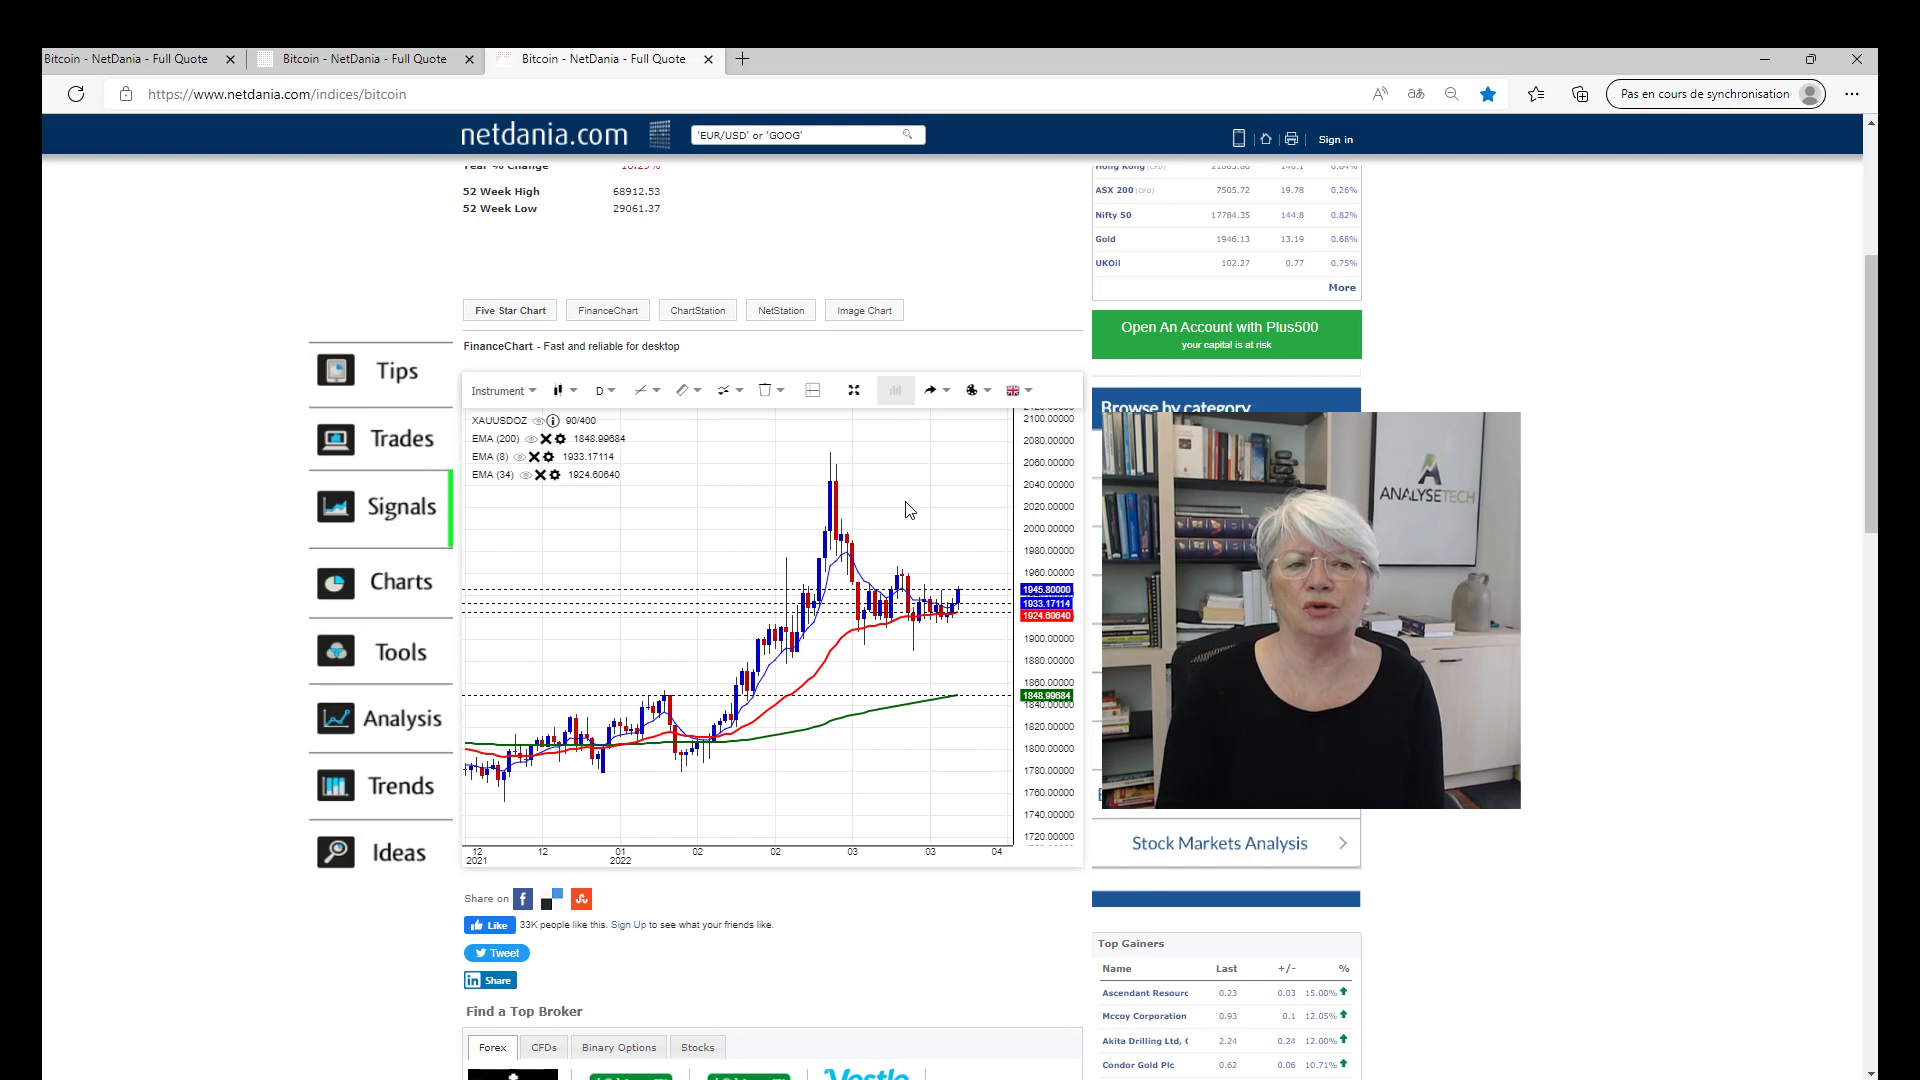 Bitcoin - NetDania - Full Quote
Bitcoin - NetDania - Full Quote
Bitcoin - NetDania - Full Quote
https://www.netdania.com/indices/bitcoin
Pas en cours de synchronisation
netdania.com
'EUR/USD' or 'GOOG'
Sign in
Year % Change
52 Week High 68912.53
52 Week Low 29061.37
Hong Kong (CFD)
ASX 200 (CFD) 7505.72 19.78 0.26%
Nifty 50 17784.35 144.8 0.82%
Gold 1946.13 13.19 0.68%
UKOil 102.27 0.77 0.75%
More
Five Star Chart FinanceChart ChartStation NetStation Image Chart
FinanceChart - Fast and reliable for desktop
Open An Account with Plus500
your capital is at risk
Browse by category
Tips
Trades
Signals
Charts
Tools
Analysis
Trends
Ideas
Instrument
D
XAUUSDOZ 90/400
EMA (200) 1848.99684
EMA (8) 1933.17114
EMA (34) 1924.60640
2100.00000
2080.00000
2060.00000
2040.00000
2020.00000
2000.00000
1980.00000
1960.00000
1945.80000
1933.17114
1924.60640
1900.00000
1880.00000
1860.00000
1848.99684
1840.00000
1820.00000
1800.00000
1780.00000
1760.00000
1740.00000
1720.00000
12 12 01 02 02 03 03 04
2021 2022
ANALYSETECH
Stock Markets Analysis
Share on
Like 33K people like this. Sign Up to see what your friends like.
Tweet
in Share
Find a Top Broker
Forex CFDs Binary Options Stocks
Top Gainers
Name Last +/- %
Ascendant Resourc 0.23 0.03 15.00%
Mccoy Corporation 0.93 0.1 12.05%
Akita Drilling Ltd, C 2.24 0.24 12.00%
Condor Gold Plc 0.62 0.06 10.71%